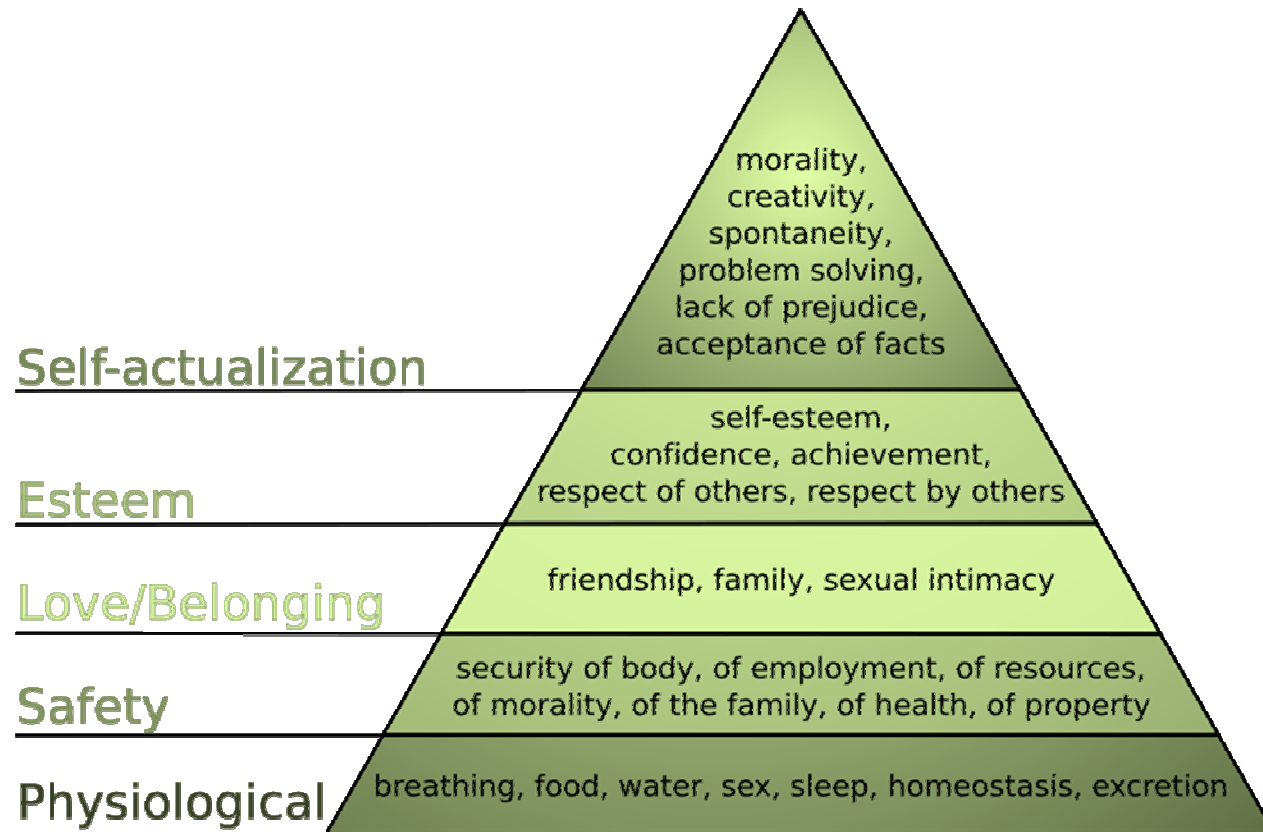 morality,
creativity,
spontaneity,
problem solving,
lack of prejudice,
acceptance of facts
Self-actualization
self-esteem,
confidence, achievement,
respect of others, respect by others
Esteem
friendship, family, sexual intimacy
Love/Belonging
security of body, of employment, of resources,
of morality, of the family, of health, of property
Safety
breathing, food, water, sex, sleep, homeostasis, excretion
Physiological